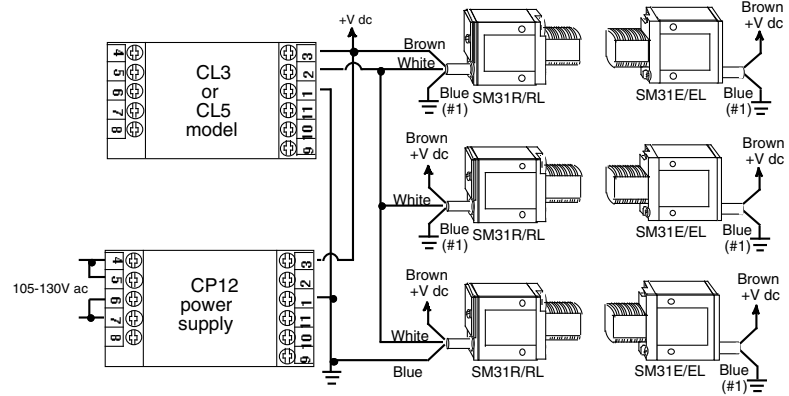 +V dc
4
5
6
7
8
CL3
or
CL5
model
3
2
1
11
10
9
Brown
White
Blue
(#1)
SM31R/RL
Brown
+V dc
Blue
(#1)
SM31E/EL
Brown
+V dc
White
Blue
(#1)
SM31R/RL
Brown
+V dc
Blue
(#1)
SM31E/EL
105-130V ac
4
5
6
7
8
CP12
power
supply
3
2
1
11
10
9
Brown
+V dc
White
Blue
SM31R/RL
Brown
+V dc
Blue
(#1)
SM31E/EL